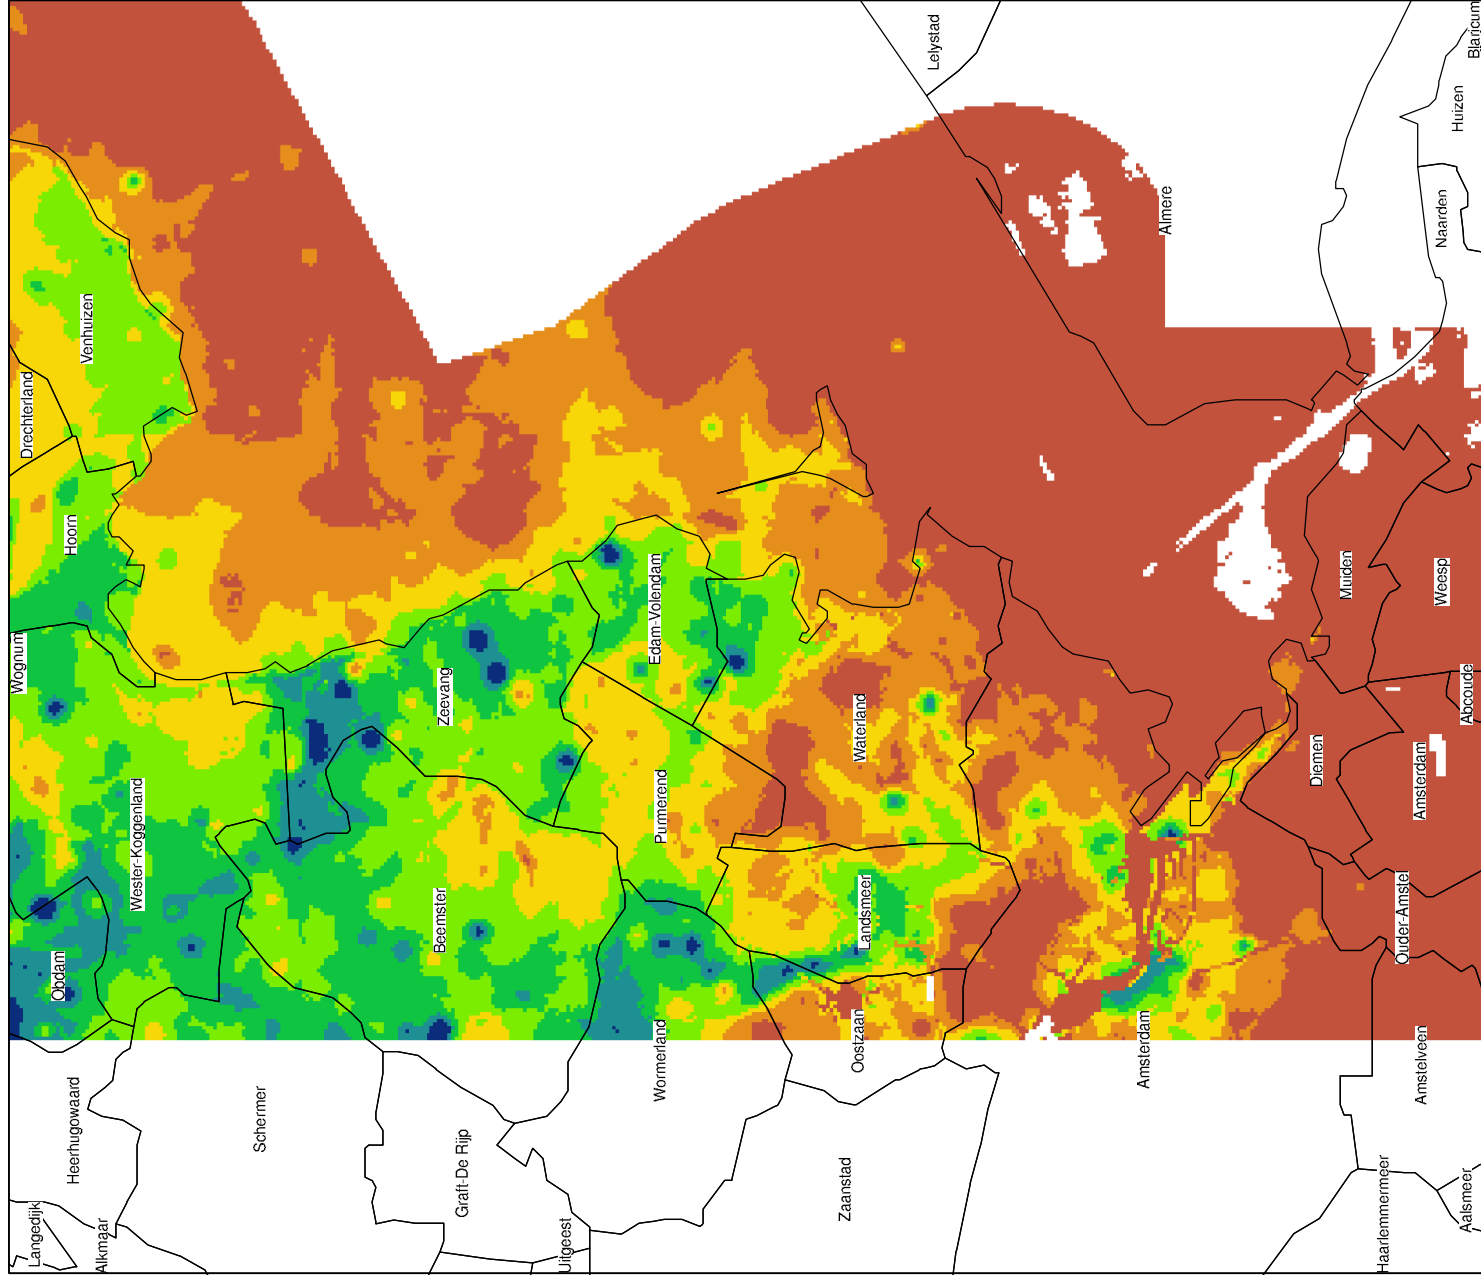 Langedijk
Alkmaar
Heerhugowaard
Schermer
Graft-De Rijp
Uitgeest
Wormerland
Zaanstad
Oostzaan
Amsterdam
Haarlemmermeer
Aalsmeer
Amstelveen
Obdam
Wester-Koggenland
Beemster
Landsmeer
Ouder-Amstel
Wognum
Zeevang
Purmerend
Edam-Volendam
Waterland
Diemen
Amsterdam
Abcoude
Hoorn
Muiden
Weesp
Drechterland
Venhuizen
Almere
Naarden
Lelystad
Huizen
Blaricum